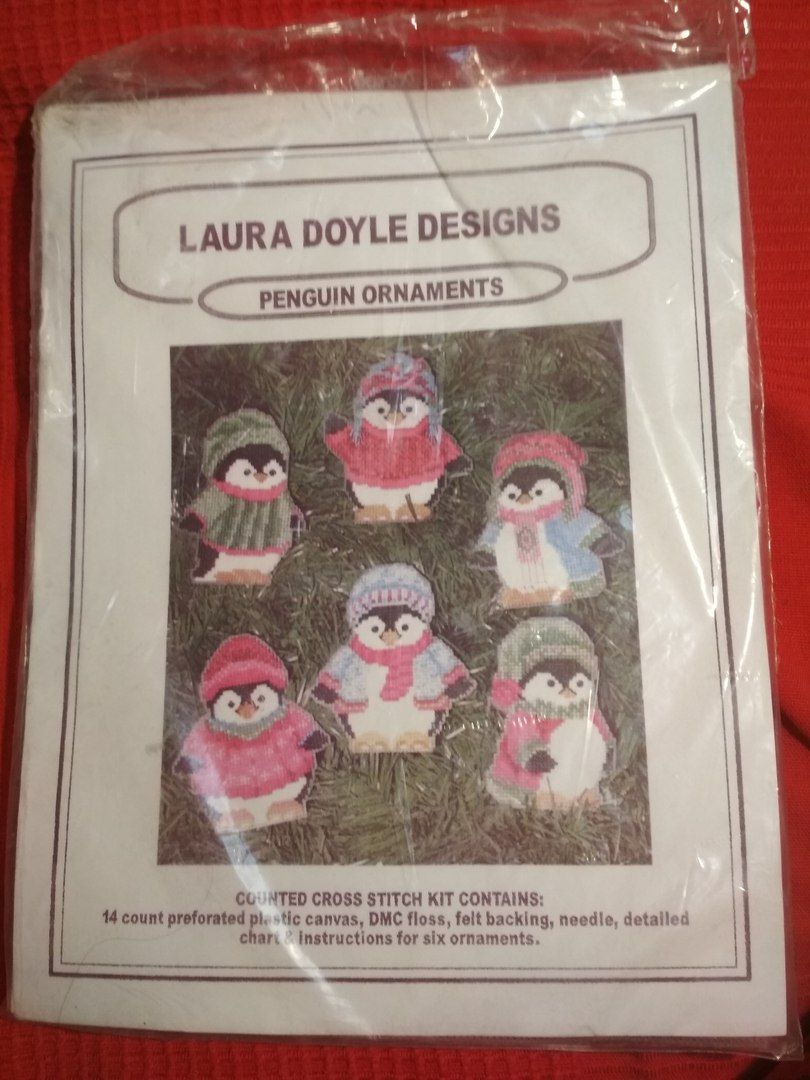 LAURA DOYLE DESIGNS
PENGUIN ORNAMENTS
COUNTED CROSS STITCH KIT CONTAINS:
14 count preforated plastic canvas, DMC floss, felt backing, needle, detailed
chart & instructions for six ornaments.